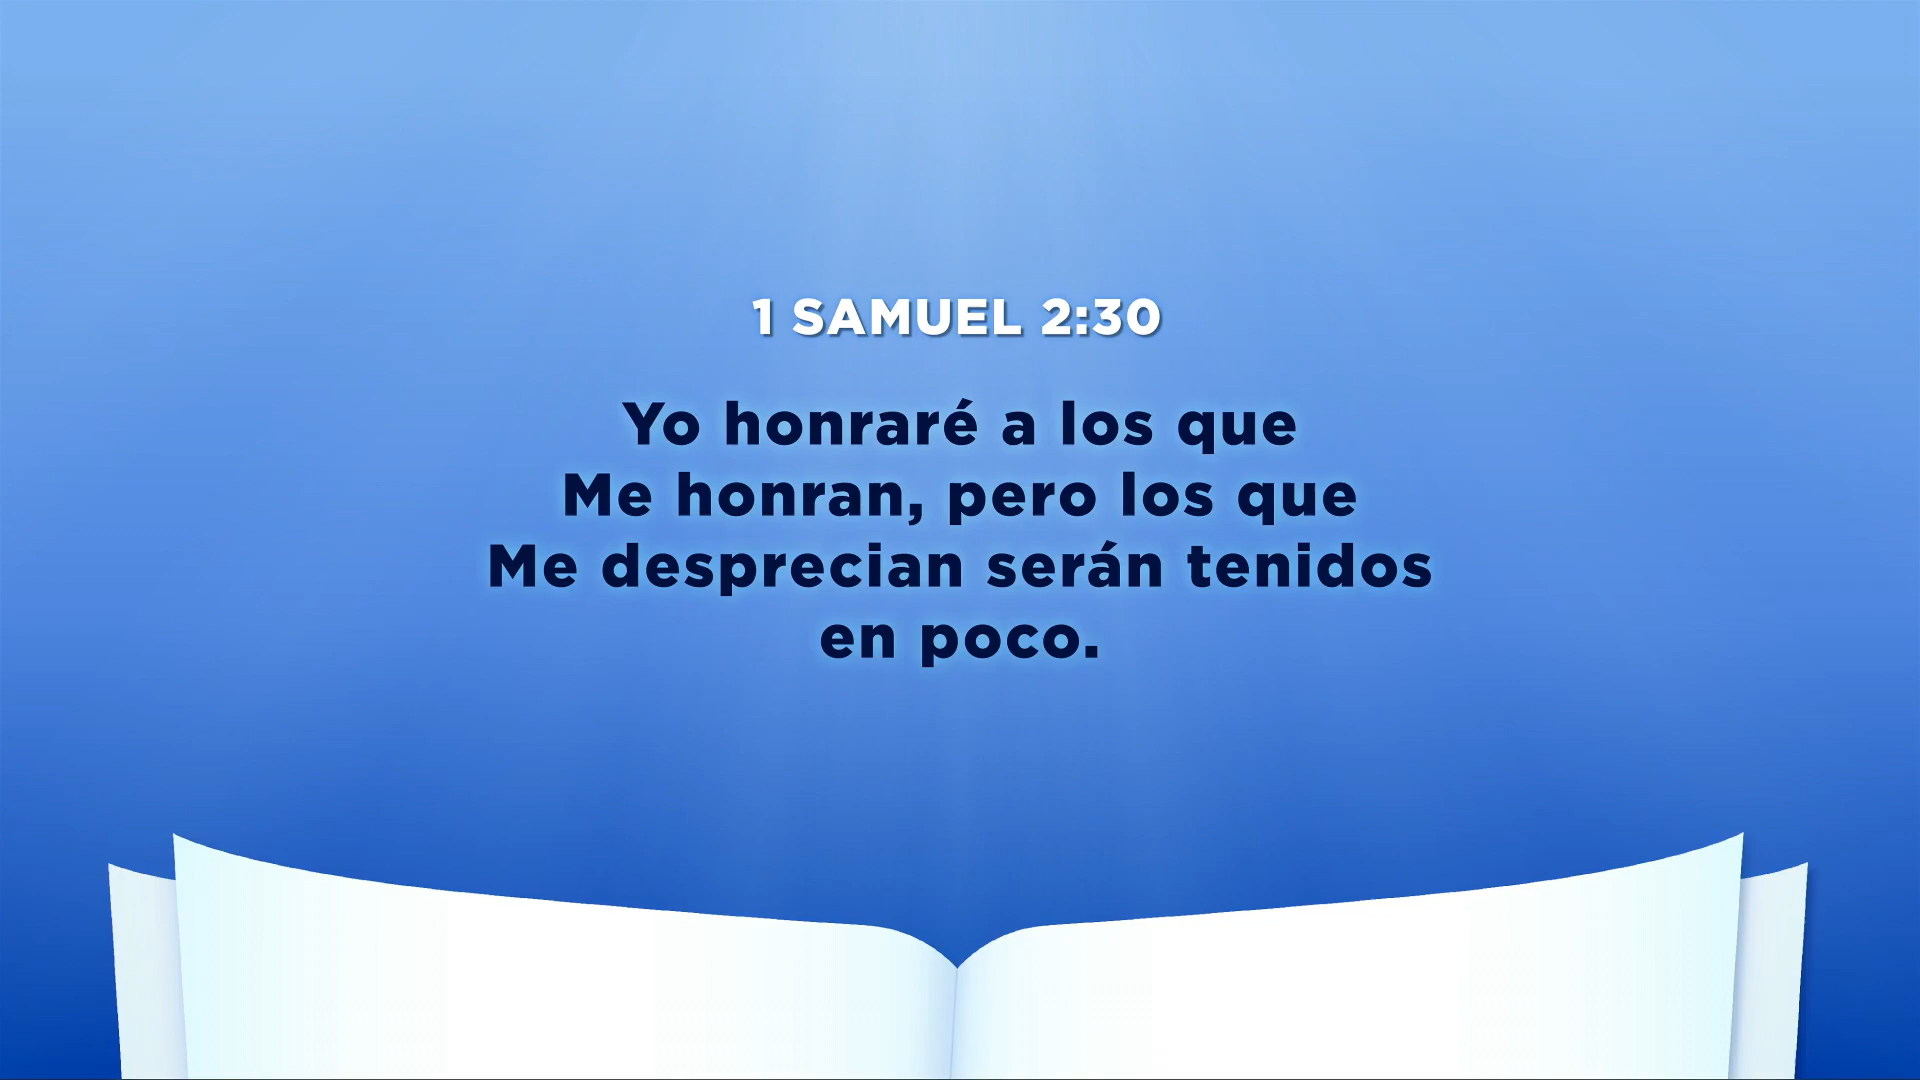 1 SAMUEL 2:30
Yo honraré a los que
Me honran, pero los que
Me desprecian serán tenidos
en poco.